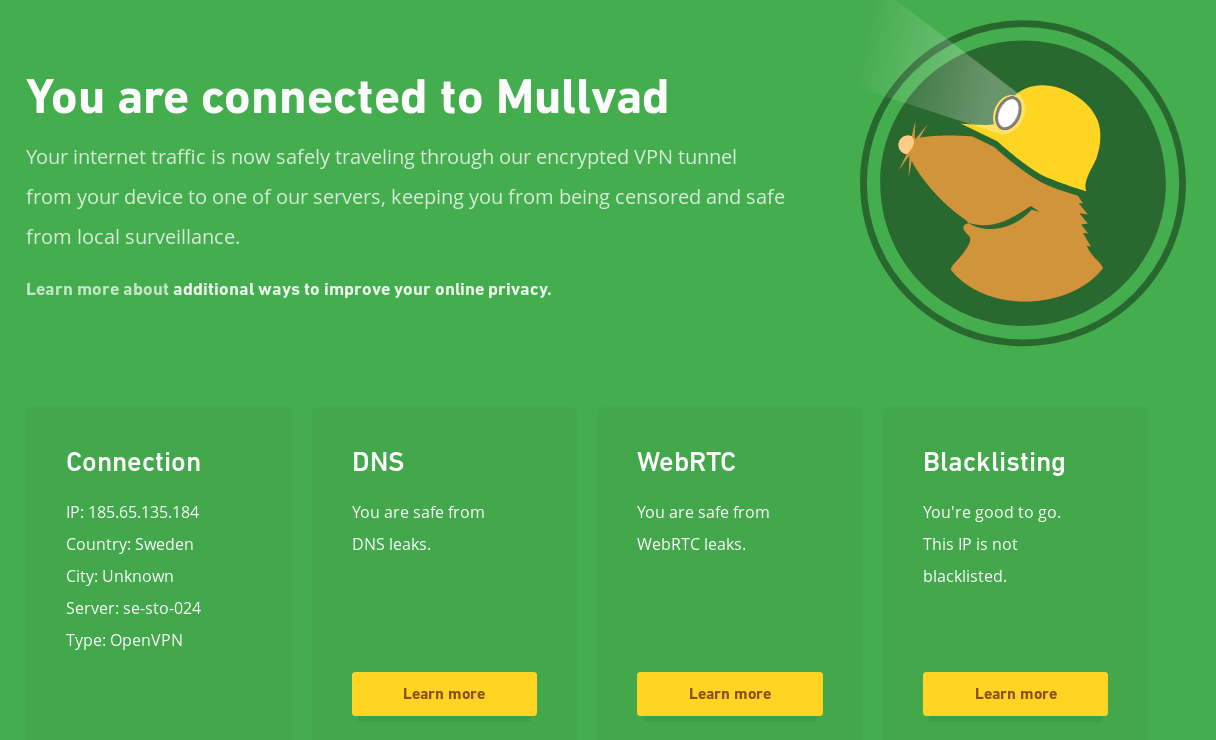 You are connected to Mullvad
Your internet traffic is now safely traveling through our encrypted VPN tunnel
from your device to one of our servers, keeping you from being censored and safe
from local surveillance.
Learn more about additional ways to improve your online privacy.
Connection
IP: 185.65.135.184
Country: Sweden
City: Unknown
Server: se-sto-024
Type: OpenVPN
DNS
You are safe from
DNS leaks.
Learn more
WebRTC
You are safe from
WebRTC leaks.
Learn more
Blacklisting
You're good to go.
This IP is not
blacklisted.
Learn more